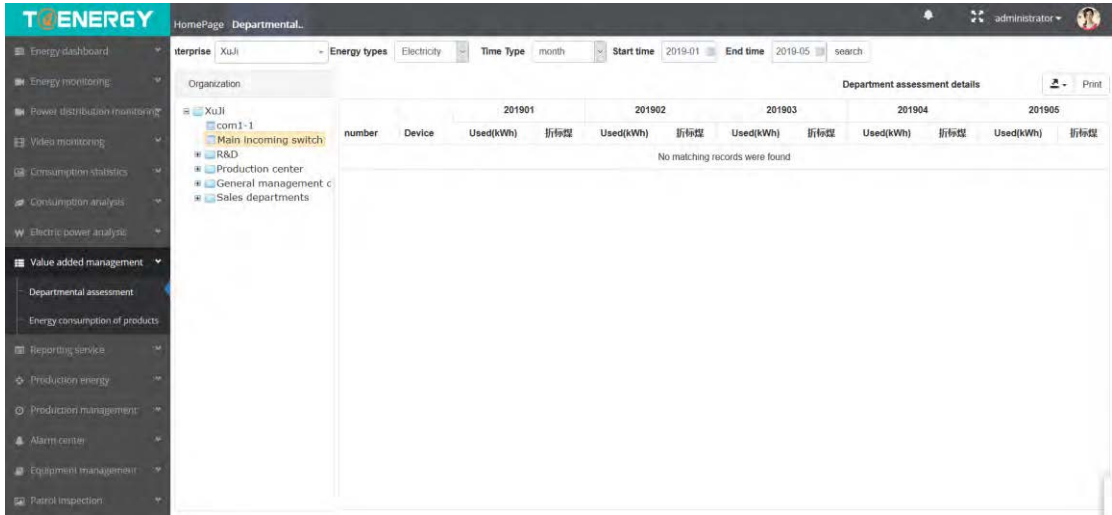 TOENERGY
HomePage Departmental..
administrator
Energy dashboard
Energy monitoring
Power distribution monitoring
Video monitoring
Consumption statistics
Consumption analysis
Electric power analysis
Value added management
Departmental assessment
Energy consumption of products
Reporting service
Production energy
Production management
Alarm center
Equipment management
Patrol inspection
nterprise XuJi Energy types Electricity Time Type month Start time 2019-01 End time 2019-05 search
Organization
XuJi
com1-1
Main incoming switch
R&D
Production center
General management c
Sales departments
Department assessment details
Print
201901 201902 201903 201904 201905
number Device Used(kWh) 折标煤 Used(kWh) 折标煤 Used(kWh) 折标煤 Used(kWh) 折标煤 Used(kWh) 折标煤
No matching records were found